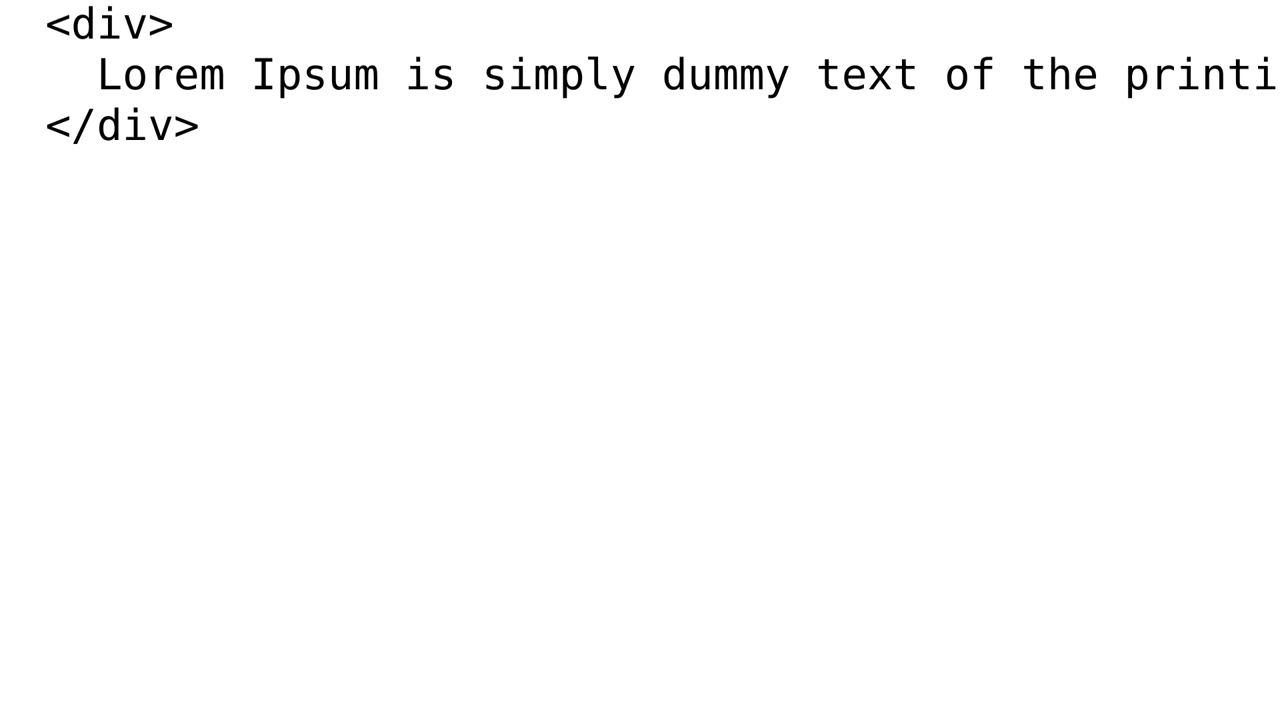 <div>
  Lorem Ipsum is simply dummy text of the printi
</div>